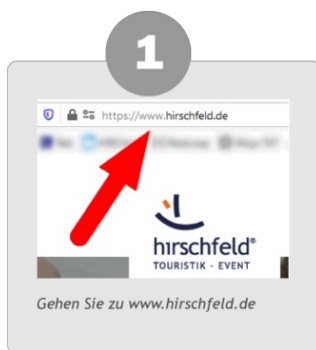 1
https://www.hirschfeld.de
hirschfeld®
TOURISTIK · EVENT
Gehen Sie zu www.hirschfeld.de